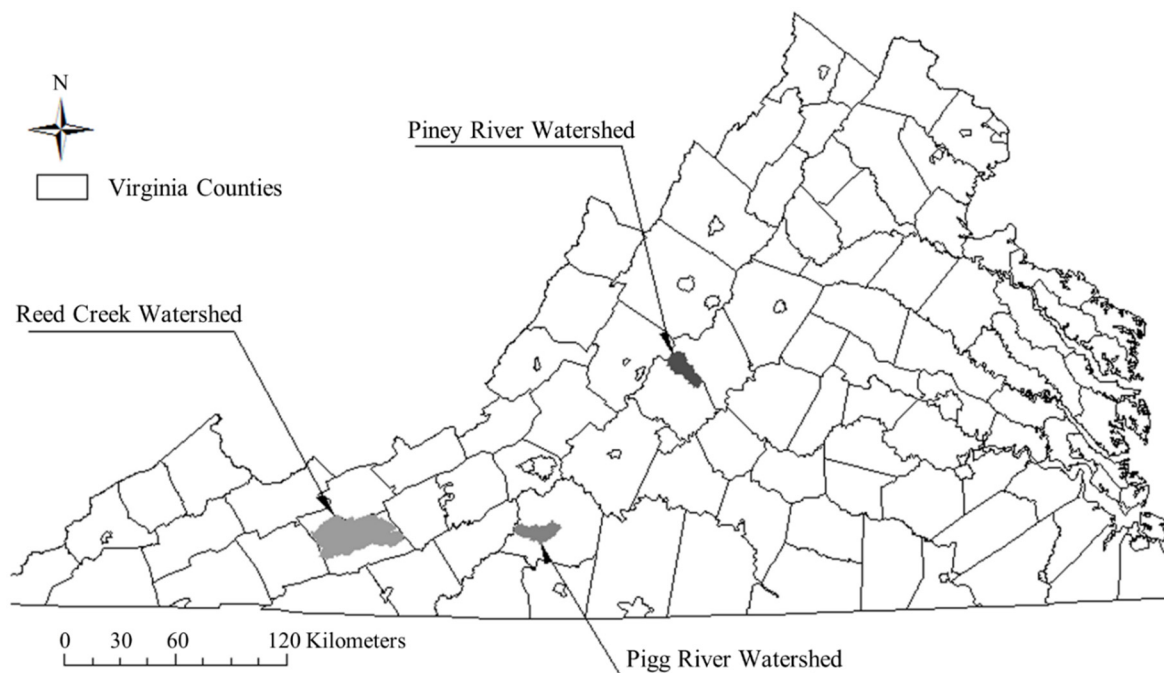 N
Piney River Watershed
Virginia Counties
Reed Creek Watershed
0 30 60 120 Kilometers
Pigg River Watershed